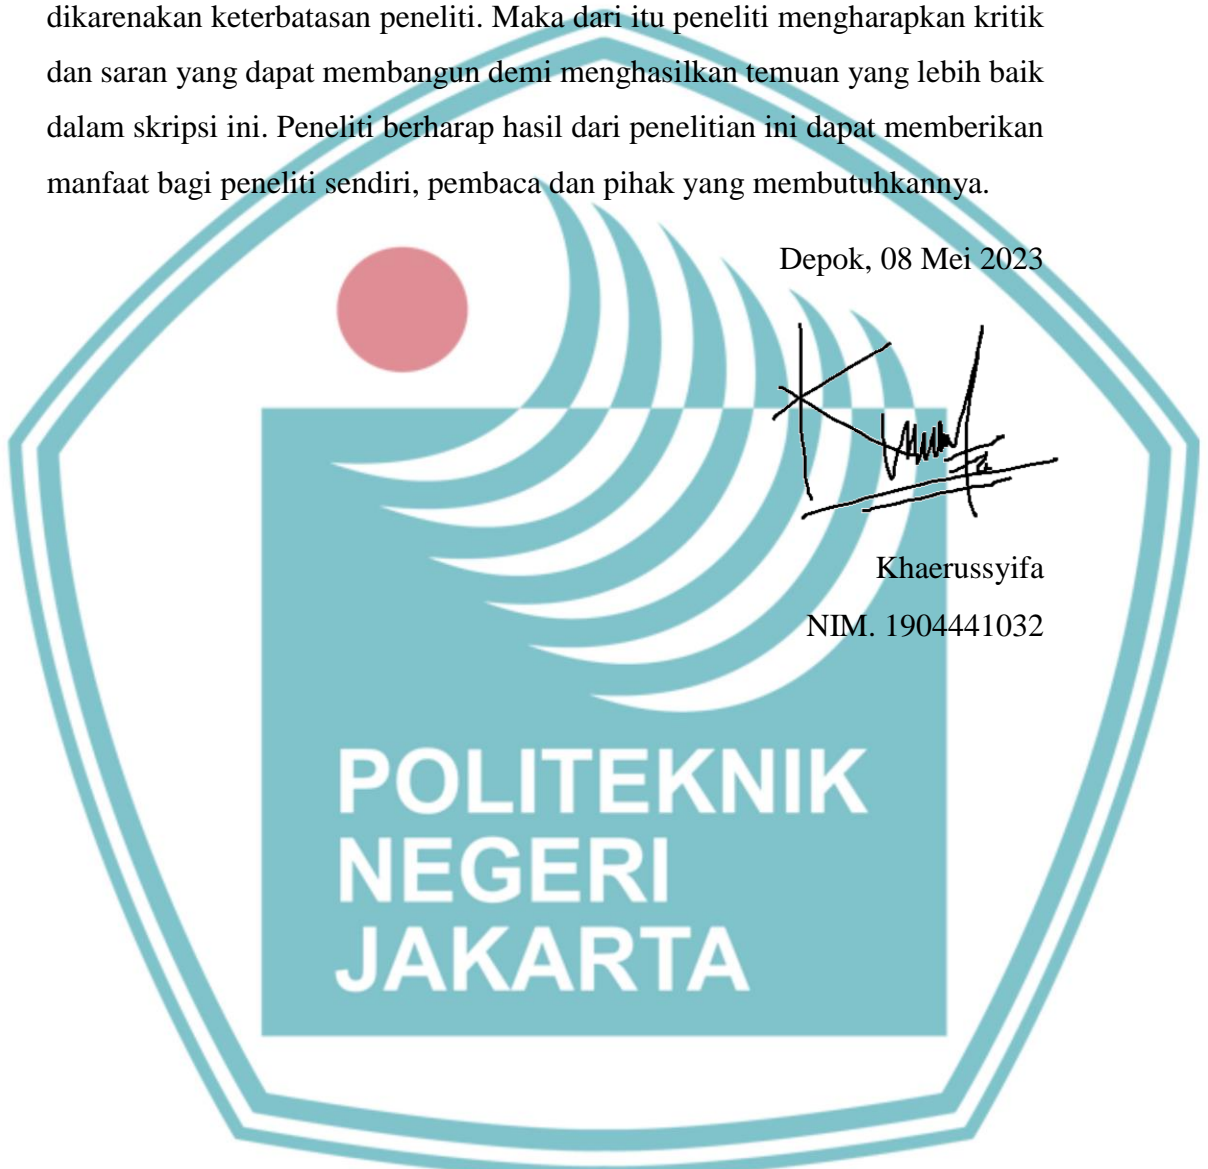 dikarenakan keterbatasan peneliti. Maka dari itu peneliti mengharapkan kritik
dan saran yang dapat membangun demi menghasilkan temuan yang lebih baik
dalam skripsi ini. Peneliti berharap hasil dari penelitian ini dapat memberikan
manfaat bagi peneliti sendiri, pembaca dan pihak yang membutuhkannya.
Depok, 08 Mei 2023
Khaerussyifa
NIM. 1904441032
POLITEKNIK
NEGERI
JAKARTA